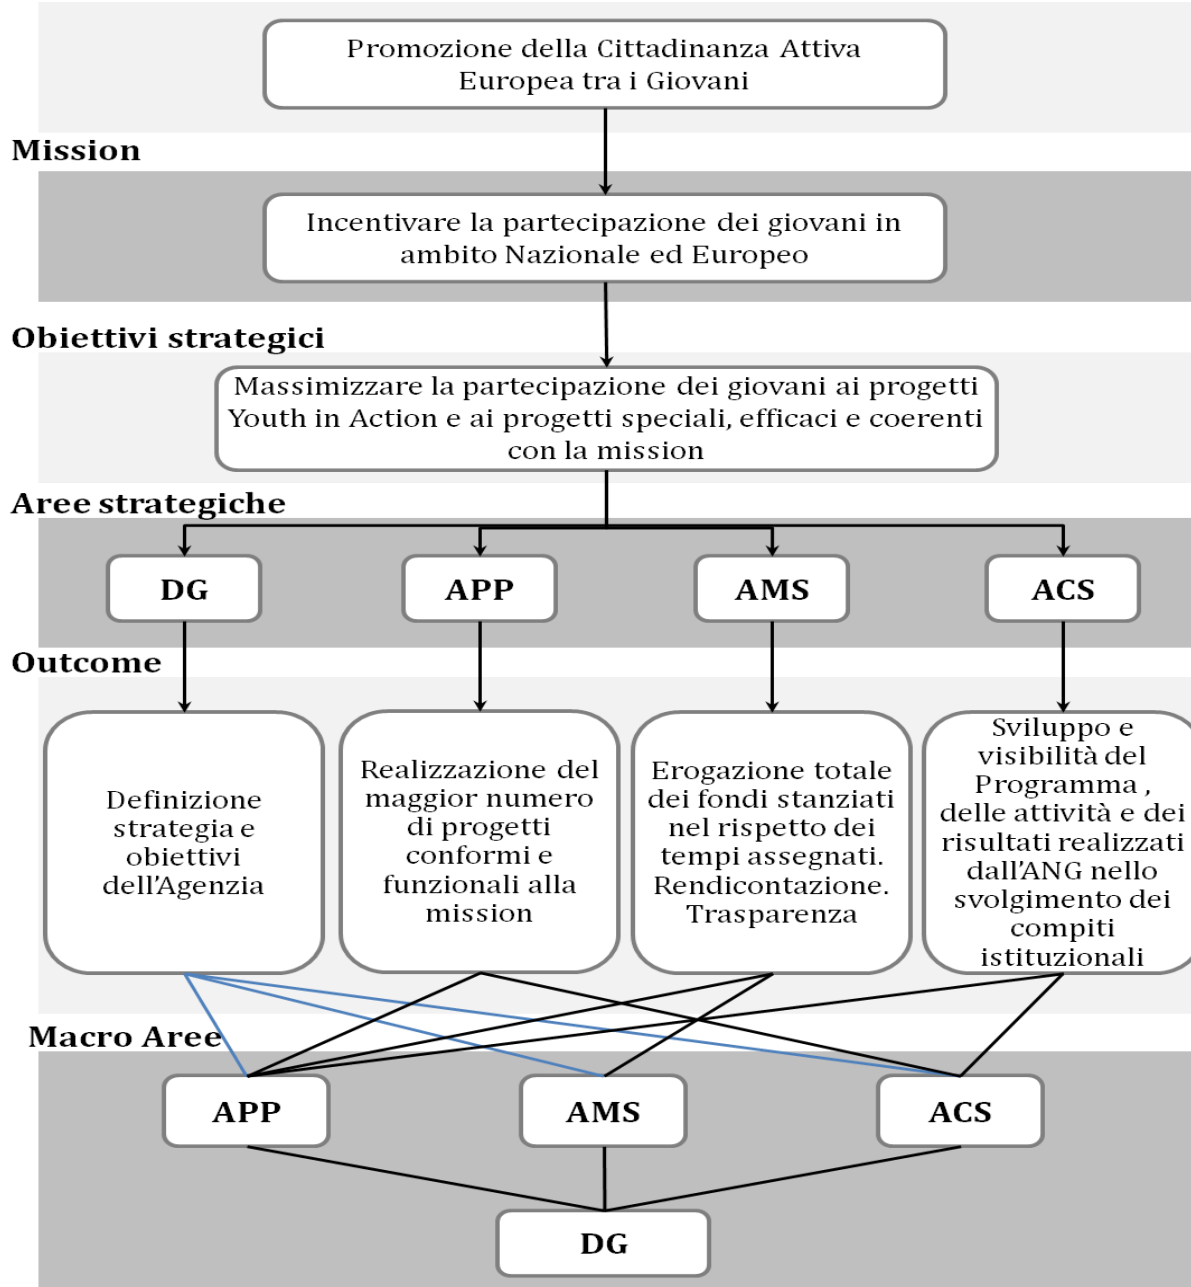 Promozione della Cittadinanza Attiva
Europea tra i Giovani
Mission
Incentivare la partecipazione dei giovani in
ambito Nazionale ed Europeo
Obiettivi strategici
Massimizzare la partecipazione dei giovani ai progetti
Youth in Action e ai progetti speciali, efficaci e coerenti
con la mission
Aree strategiche
DG
APP
AMS
ACS
Outcome
Definizione
strategia e
obiettivi
dell'Agenzia
Realizzazione del
maggior numero
di progetti
conformi e
funzionali alla
mission
Erogazione totale
dei fondi stanziati
nel rispetto dei
tempi assegnati.
Rendicontazione.
Trasparenza
Sviluppo e
visibilità del
Programma ,
delle attività e dei
risultati realizzati
dall'ANG nello
svolgimento dei
compiti
istituzionali
Macro Aree
APP
AMS
ACS
DG